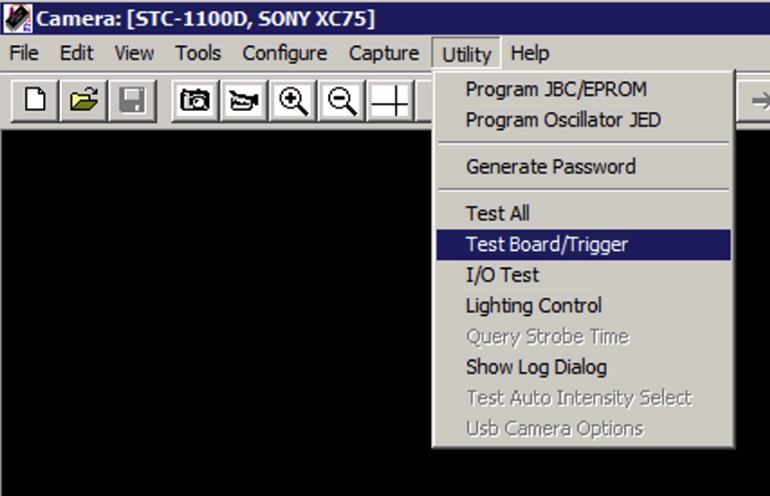 Camera: [STC-1100D, SONY XC75]
File Edit View Tools Configure Capture Utility Help
Program JBC/EPROM
Program Oscillator JED
Generate Password
Test All
Test Board/Trigger
I/O Test
Lighting Control
Query Strobe Time
Show Log Dialog
Test Auto Intensity Select
Usb Camera Options